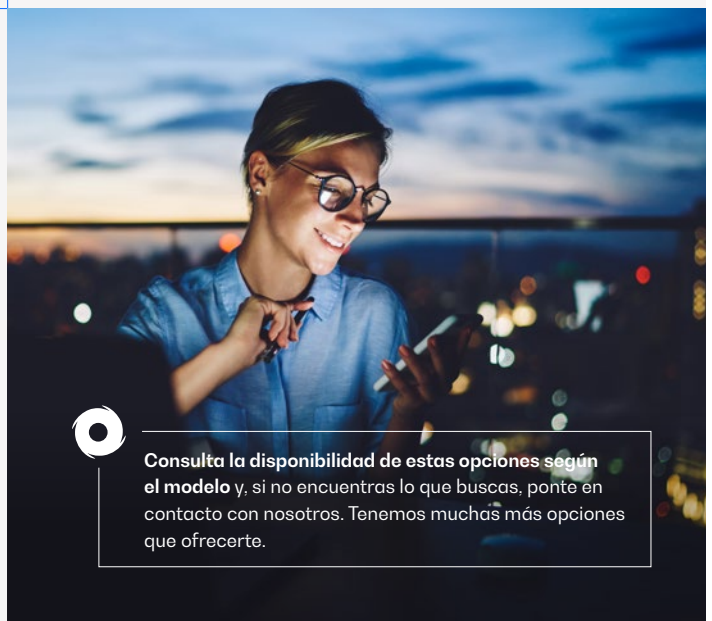 Consulta la disponibilidad de estas opciones según
el modelo y, si no encuentras lo que buscas, ponte en
contacto con nosotros. Tenemos muchas más opciones
que ofrecerte.